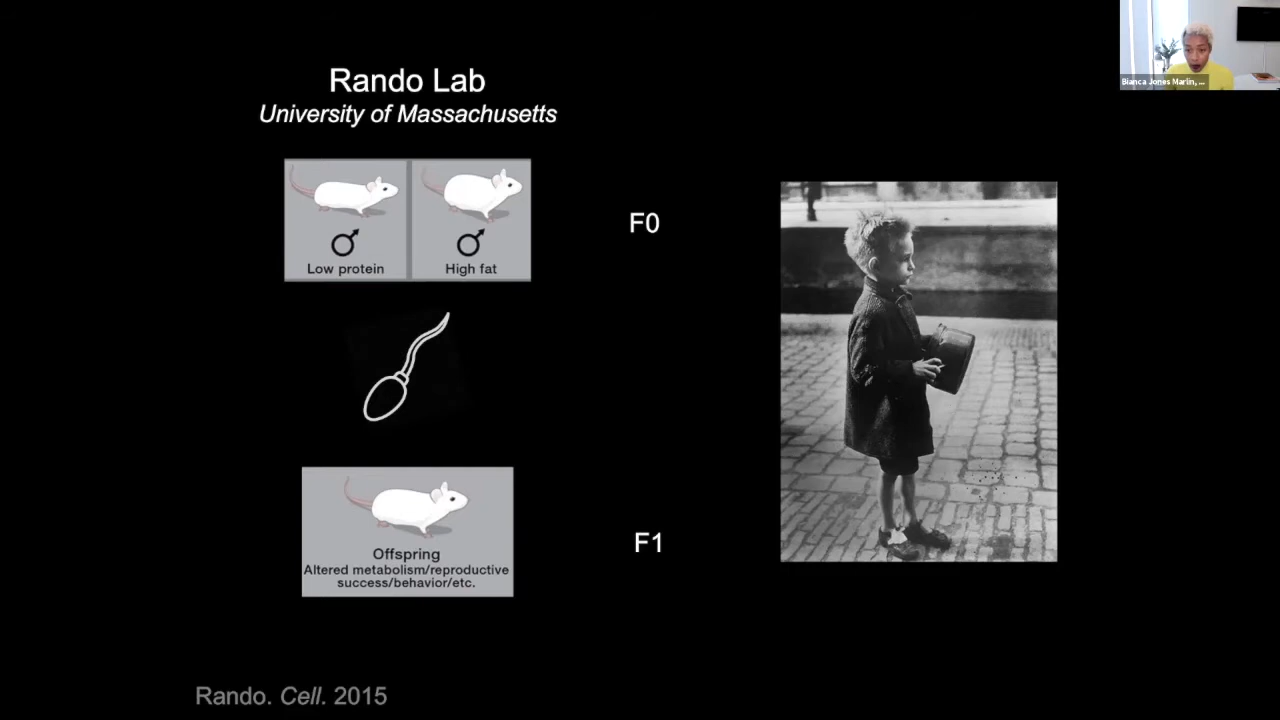 Rando Lab
University of Massachusetts
Low protein
High fat
F0
Offspring
Altered metabolism/reproductive
success/behavior/etc.
F1
Rando. Cell. 2015
Bianca Jones Marlin, ...